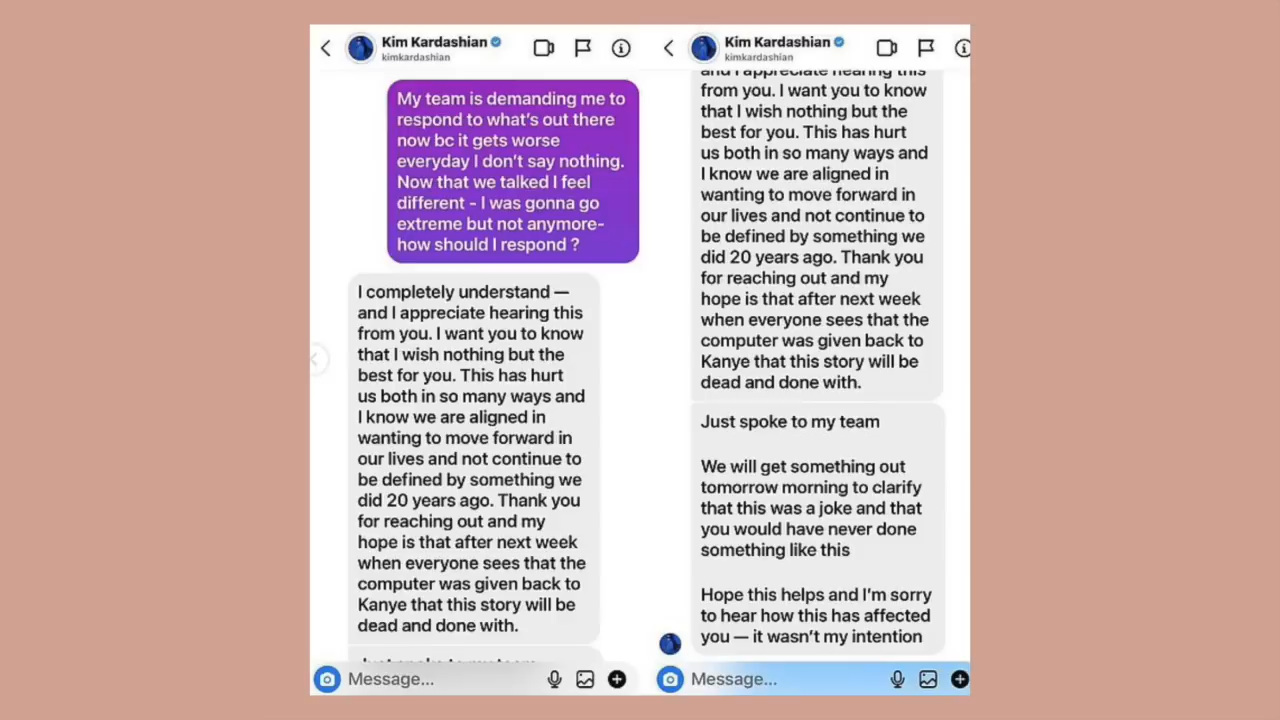 Kim Kardashian
kimkardashian
My team is demanding me to
respond to what's out there
now bc it gets worse
everyday I don't say nothing.
Now that we talked I feel
different - I was gonna go
extreme but not anymore-
how should I respond ?
I completely understand —
and I appreciate hearing this
from you. I want you to know
that I wish nothing but the
best for you. This has hurt
us both in so many ways and
I know we are aligned in
wanting to move forward in
our lives and not continue to
be defined by something we
did 20 years ago. Thank you
for reaching out and my
hope is that after next week
when everyone sees that the
computer was given back to
Kanye that this story will be
dead and done with.
Just spoke to my team
Message...
Kim Kardashian
kimkardashian
and I appreciate hearing this
from you. I want you to know
that I wish nothing but the
best for you. This has hurt
us both in so many ways and
I know we are aligned in
wanting to move forward in
our lives and not continue to
be defined by something we
did 20 years ago. Thank you
for reaching out and my
hope is that after next week
when everyone sees that the
computer was given back to
Kanye that this story will be
dead and done with.
Just spoke to my team
We will get something out
tomorrow morning to clarify
that this was a joke and that
you would have never done
something like this
Hope this helps and I'm sorry
to hear how this has affected
you — it wasn't my intention
Message...